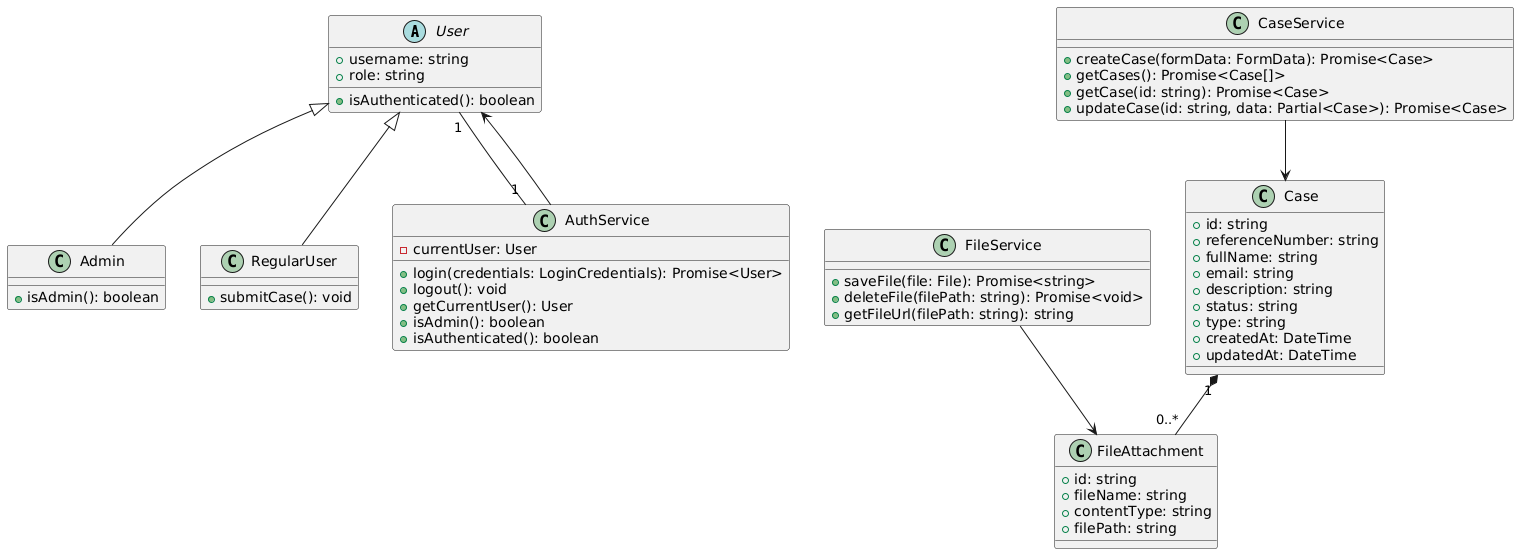 A User
username: string
role: string
isAuthenticated(): boolean
C CaseService
createCase(formData: FormData): Promise<Case>
getCases(): Promise<Case[]>
getCase(id: string): Promise<Case>
updateCase(id: string, data: Partial<Case>): Promise<Case>
1
1
C Admin
isAdmin(): boolean
C RegularUser
submitCase(): void
C AuthService
currentUser: User
login(credentials: LoginCredentials): Promise<User>
logout(): void
getCurrentUser(): User
isAdmin(): boolean
isAuthenticated(): boolean
C FileService
saveFile(file: File): Promise<string>
deleteFile(filePath: string): Promise<void>
getFileUrl(filePath: string): string
C Case
id: string
referenceNumber: string
fullName: string
email: string
description: string
status: string
type: string
createdAt: DateTime
updatedAt: DateTime
1
0..*
C FileAttachment
id: string
fileName: string
contentType: string
filePath: string